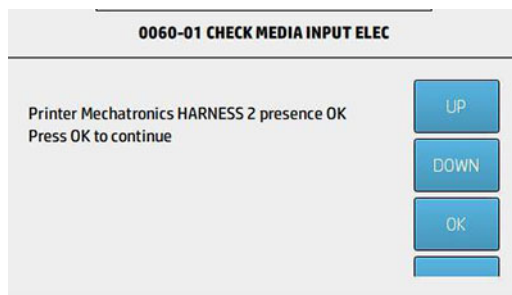 0060-01 CHECK MEDIA INPUT ELEC
Printer Mechatronics HARNESS 2 presence OK
Press OK to continue
UP
DOWN
OK